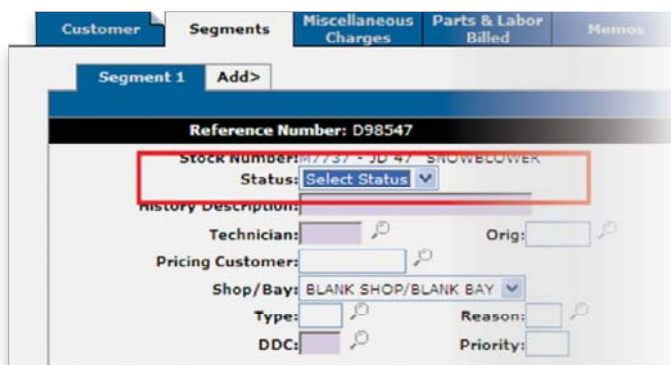 Customer Segments Miscellaneous Charges Parts & Labor Billed Memos
Segment 1 Add>
Reference Number: D98547
Stock Number: M7737 - JD 47" SNOWBLOWER
Status: Select Status
History Description:
Technician: Orig:
Pricing Customer:
Shop/Bay: BLANK SHOP/BLANK BAY
Type: Reason:
DDC: Priority: